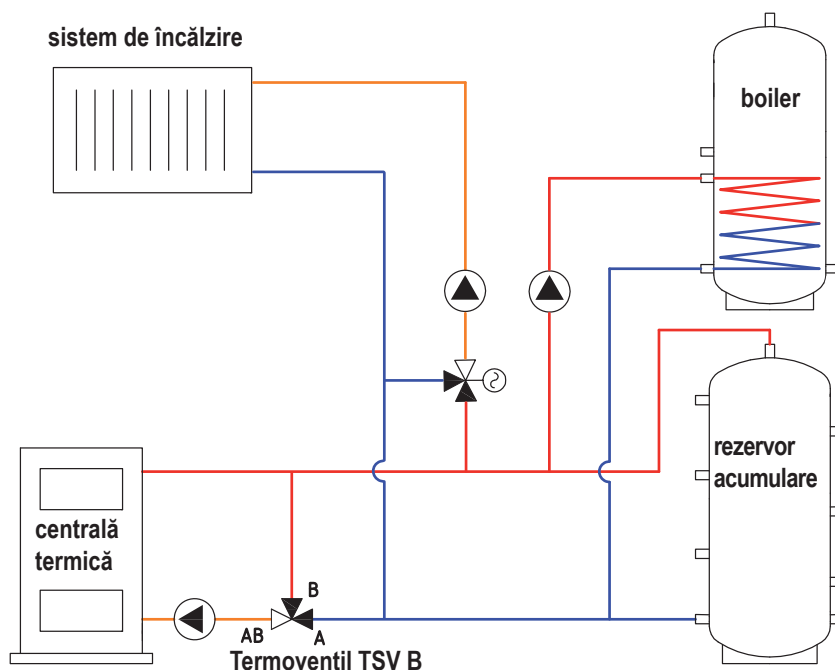 sistem de încălzire
boiler
rezervor
acumulare
centrală
termică
B
AB
A
Termoventil TSV B